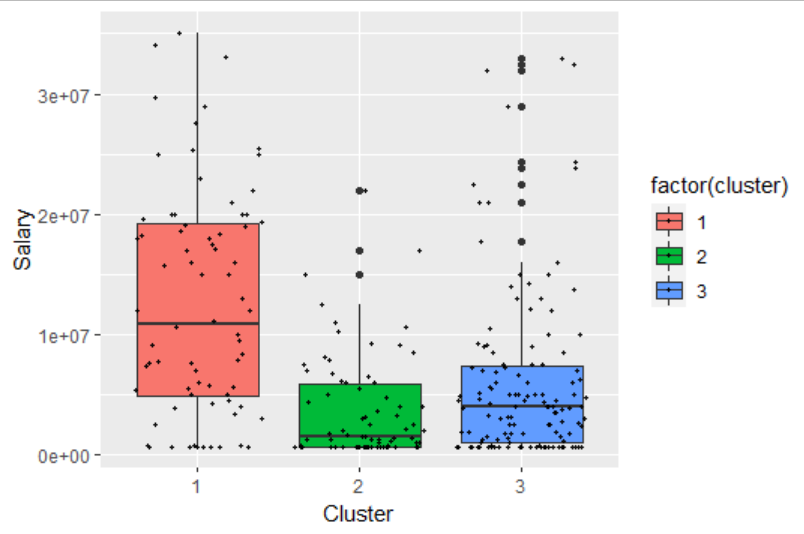 3e+07
2e+07
1e+07
0e+00
Salary
1
2
3
Cluster
factor(cluster)
1
2
3